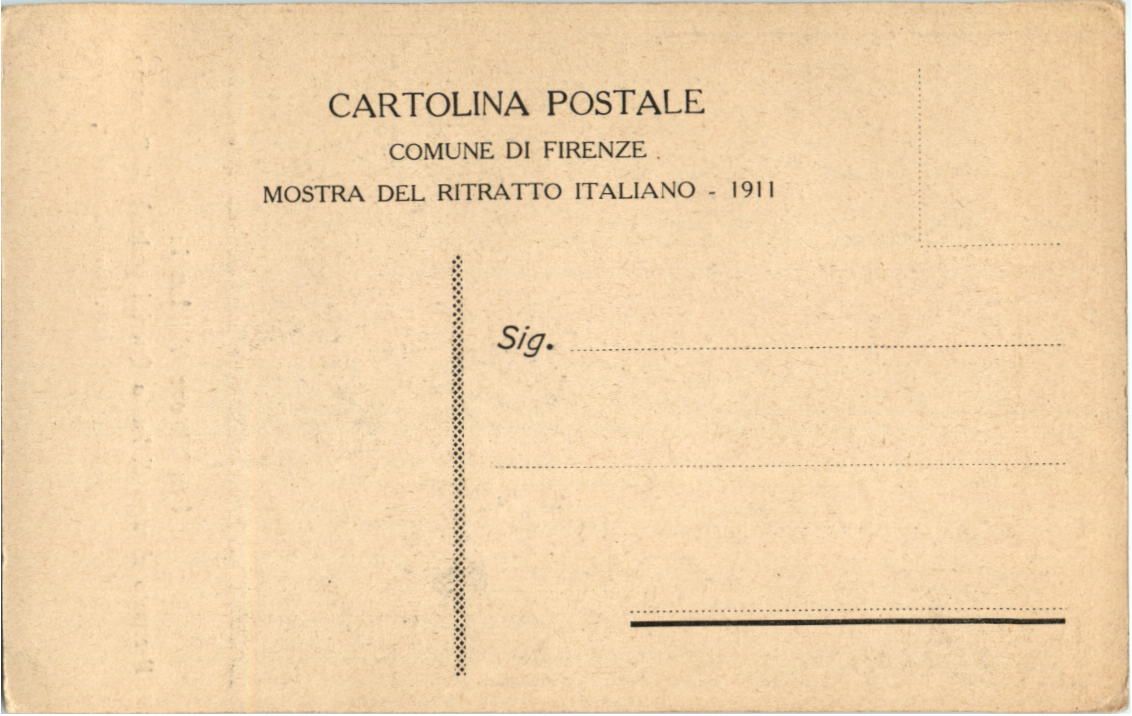 CARTOLINA POSTALE
COMUNE DI FIRENZE
MOSTRA DEL RITRATTO ITALIANO - 1911
Sig.